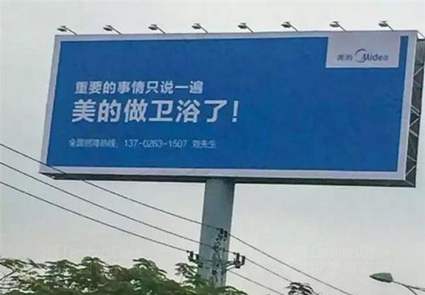 美的 Midea
重要的事情只说一遍
美的做卫浴了！
全国招商热线：137-0263-1507 刘先生